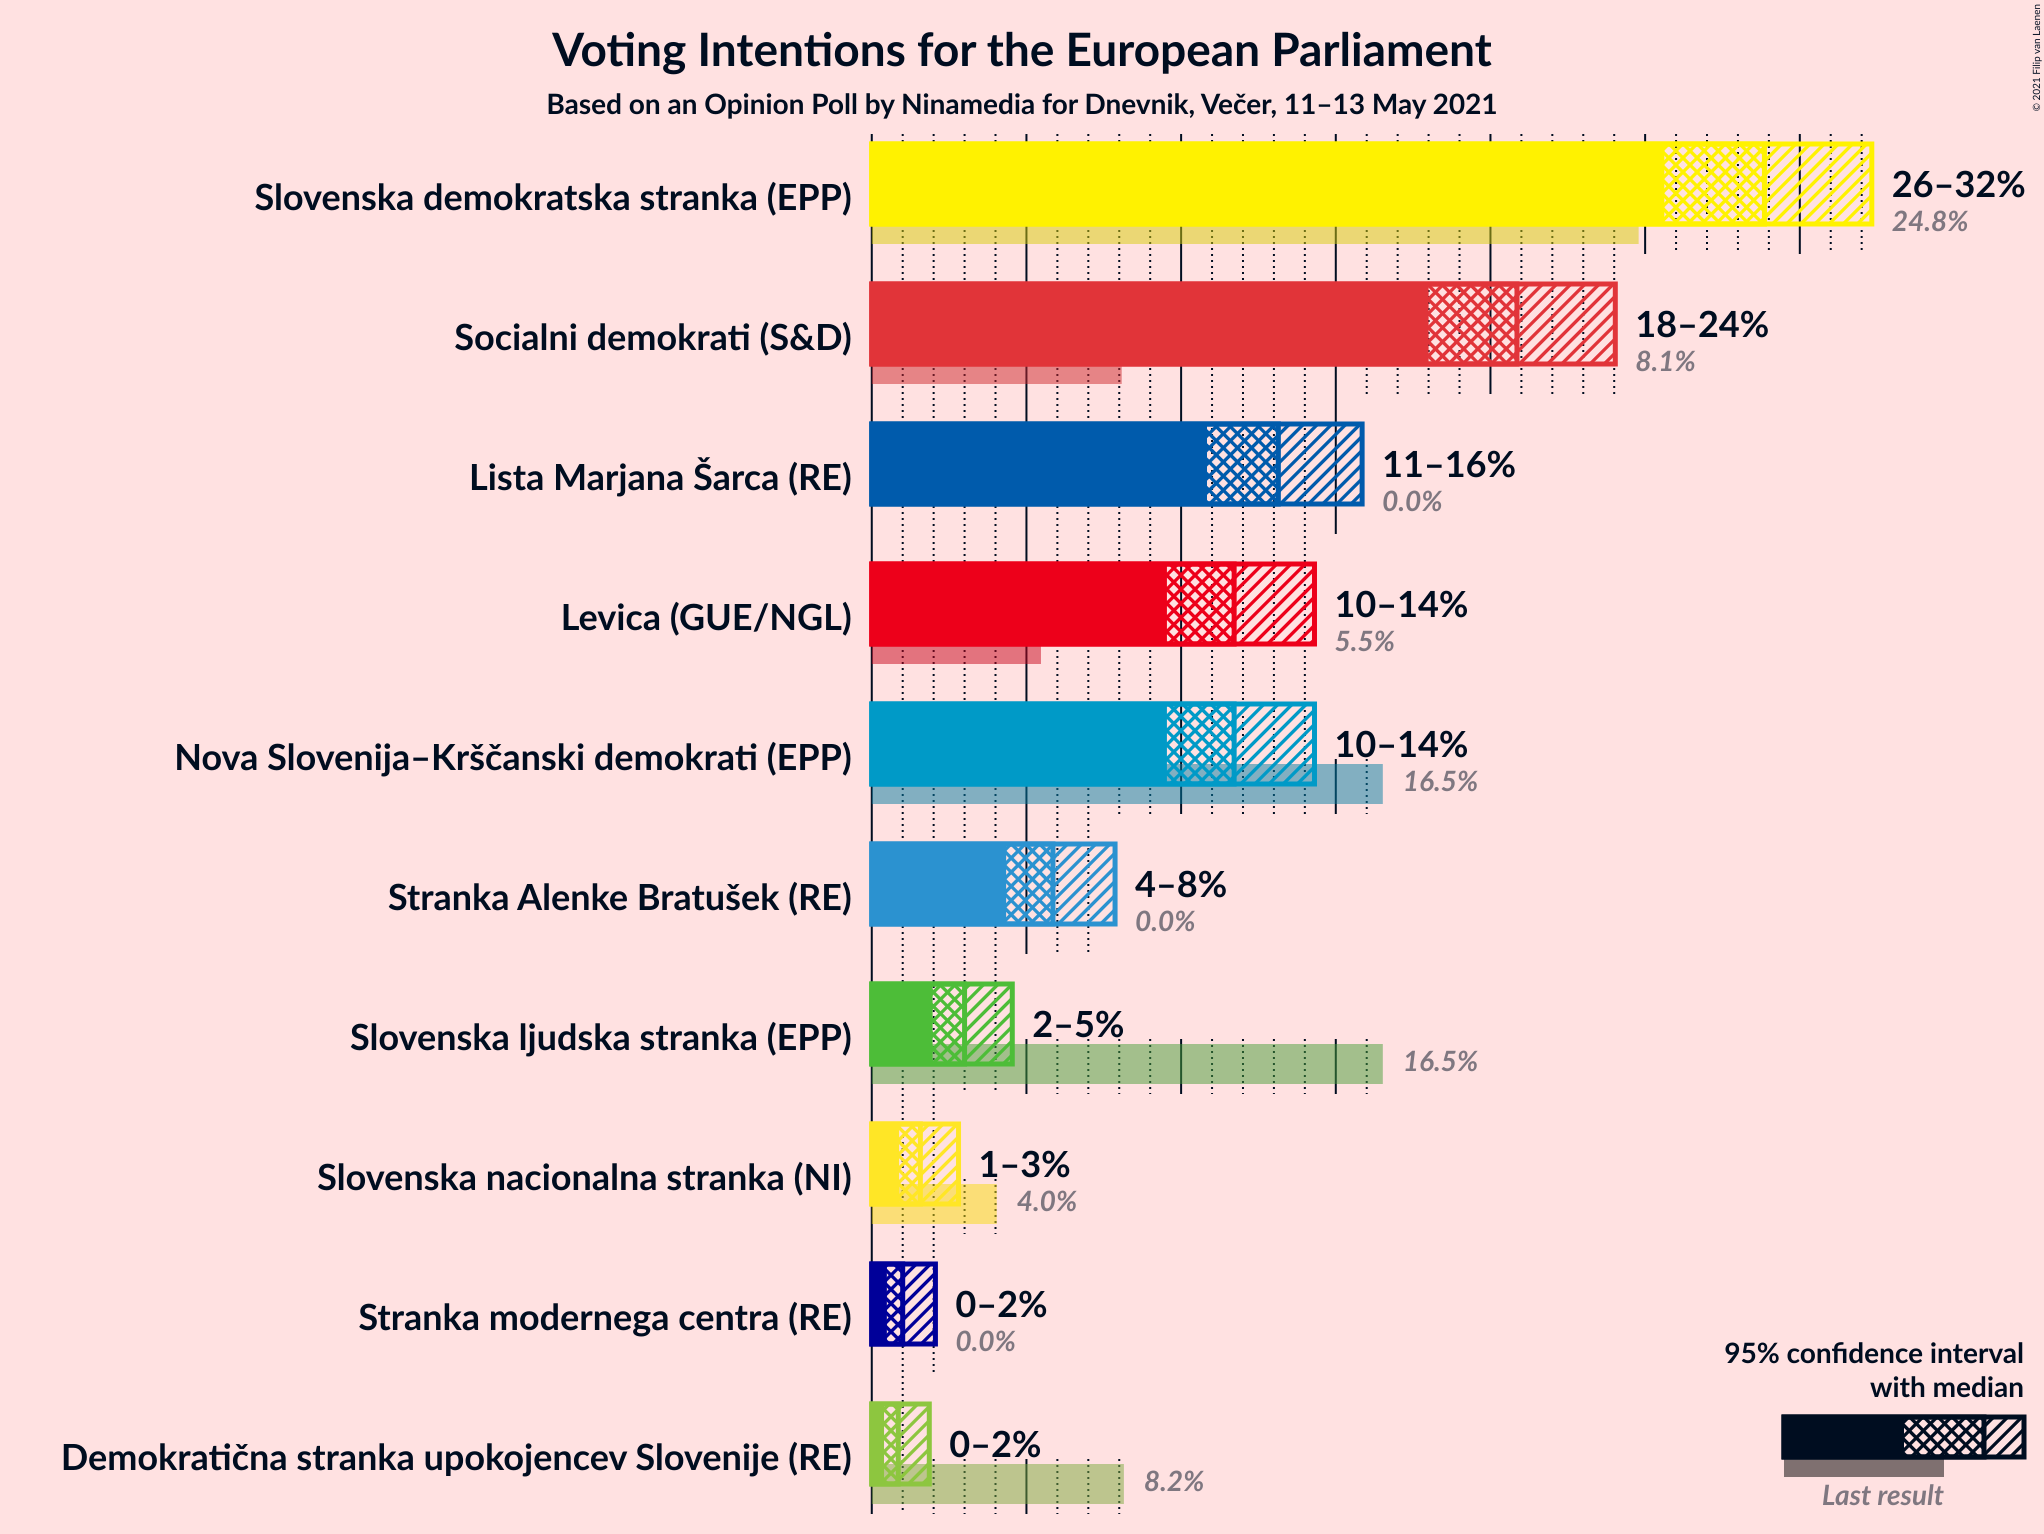 Voting Intentions for the European Parliament
Based on an Opinion Poll by Ninamedia for Dnevnik, Večer, 11–13 May 2021
© 2021 Filip van Laenen
Slovenska demokratska stranka (EPP)
26–32%
24.8%
Socialni demokrati (S&D)
18–24%
8.1%
Lista Marjana Šarca (RE)
11–16%
0.0%
Levica (GUE/NGL)
10–14%
5.5%
Nova Slovenija–Krščanski demokrati (EPP)
10–14%
16.5%
Stranka Alenke Bratušek (RE)
4–8%
0.0%
Slovenska ljudska stranka (EPP)
2–5%
16.5%
Slovenska nacionalna stranka (NI)
1–3%
4.0%
Stranka modernega centra (RE)
0–2%
0.0%
Demokratična stranka upokojencev Slovenije (RE)
0–2%
8.2%
95% confidence interval
with median
Last result